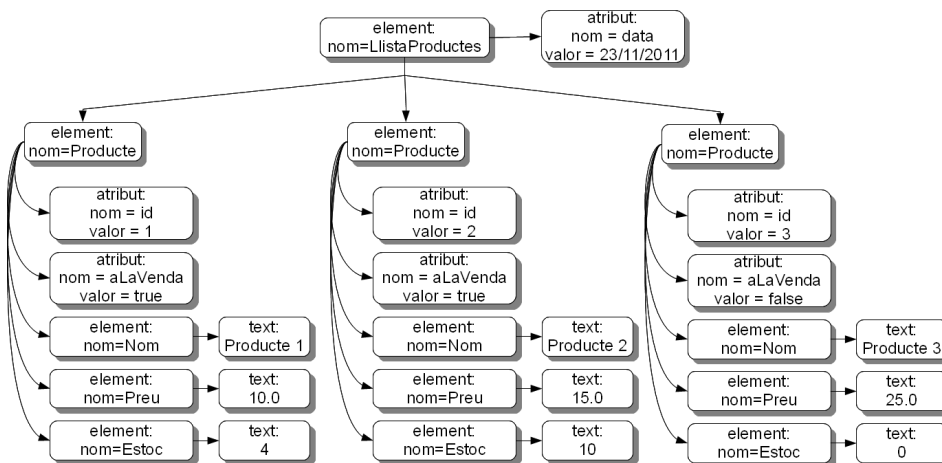 element:
nom=LlistaProductes
atribut:
nom = data
valor = 23/11/2011
element:
nom=Producte
atribut:
nom = id
valor = 1
atribut:
nom = aLaVenda
valor = true
element:
nom=Nom
text:
Producte 1
element:
nom=Preu
text:
10.0
element:
nom=Estoc
text:
4
element:
nom=Producte
atribut:
nom = id
valor = 2
atribut:
nom = aLaVenda
valor = true
element:
nom=Nom
text:
Producte 2
element:
nom=Preu
text:
15.0
element:
nom=Estoc
text:
10
element:
nom=Producte
atribut:
nom = id
valor = 3
atribut:
nom = aLaVenda
valor = false
element:
nom=Nom
text:
Producte 3
element:
nom=Preu
text:
25.0
element:
nom=Estoc
text:
0